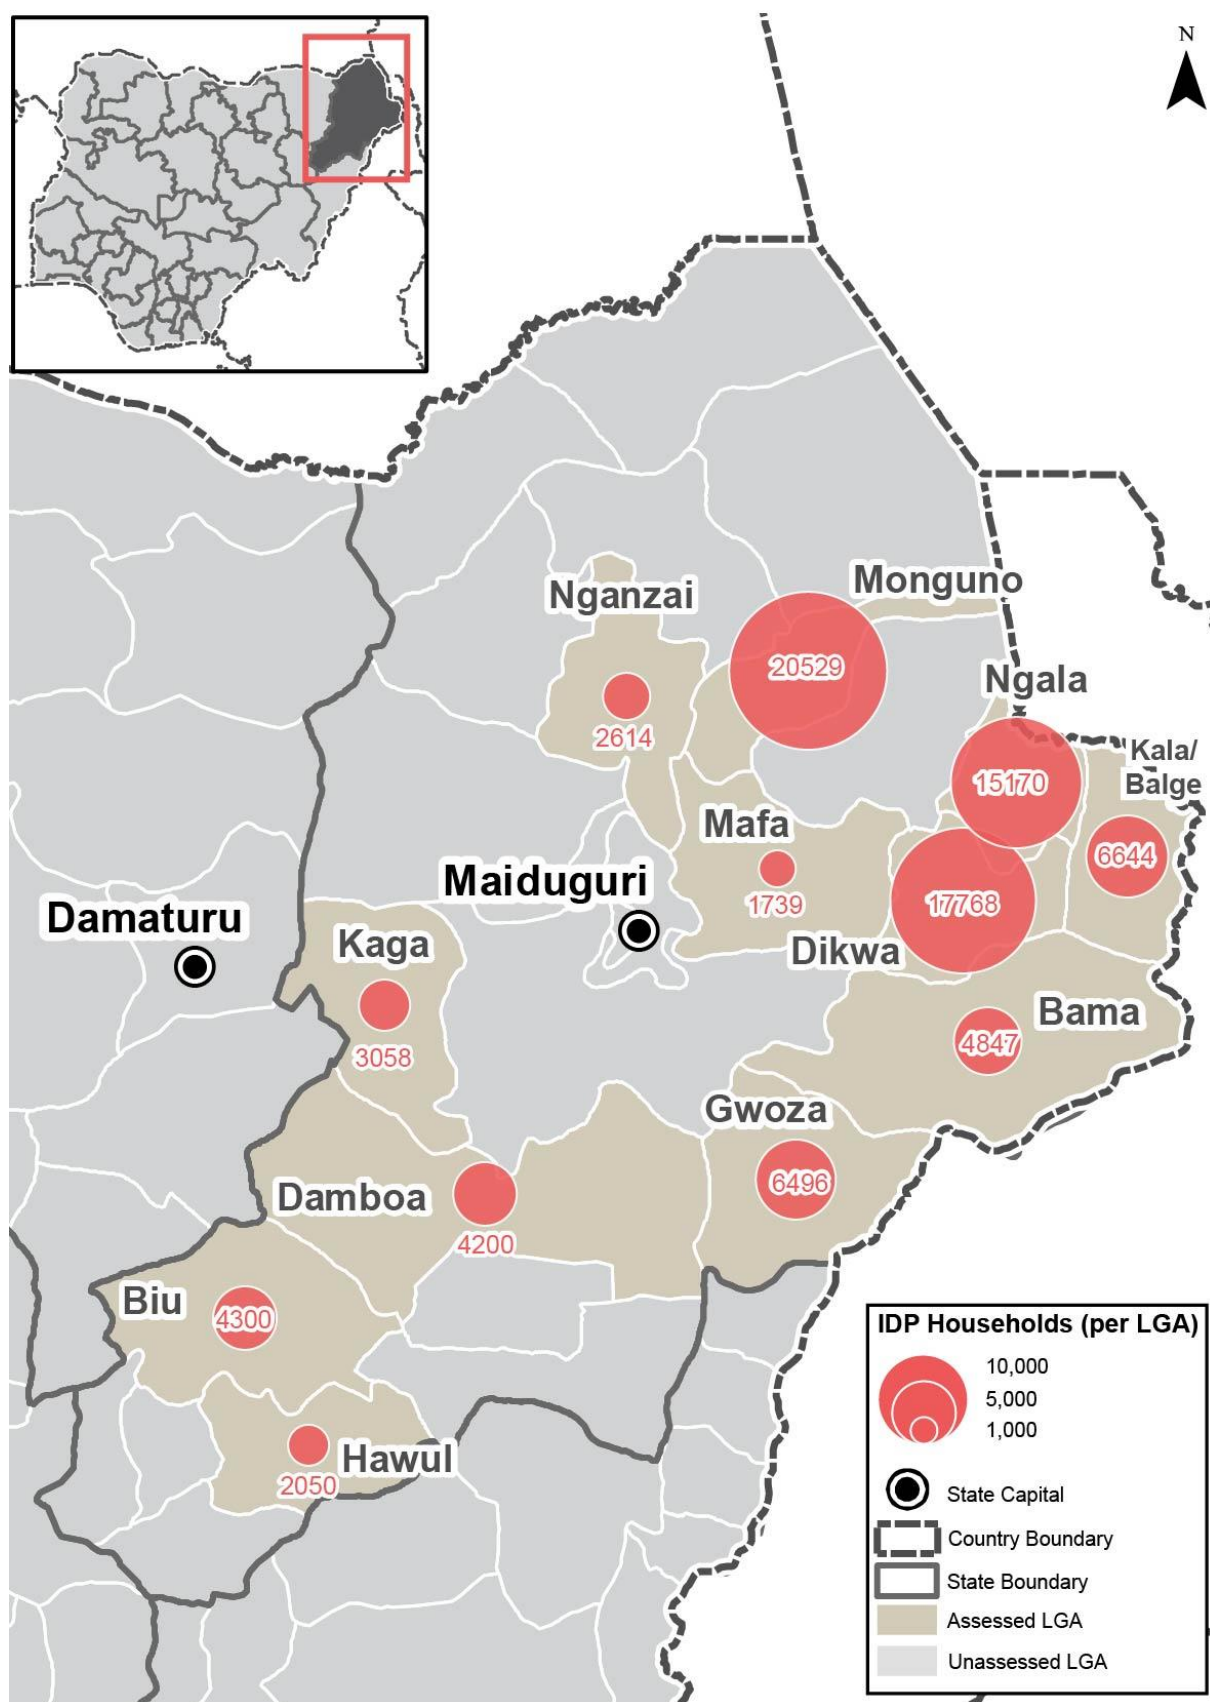 N
Monguno
Nganzai
20529
Ngala
2614
Kala/
Balge
15170
Mafa
6644
Maiduguri
1739
17768
Damaturu
Kaga
Dikwa
Bama
3058
4847
Gwoza
6496
Damboa
4200
Biu
4300
Hawul
2050
IDP Households (per LGA)
10,000
5,000
1,000
State Capital
Country Boundary
State Boundary
Assessed LGA
Unassessed LGA